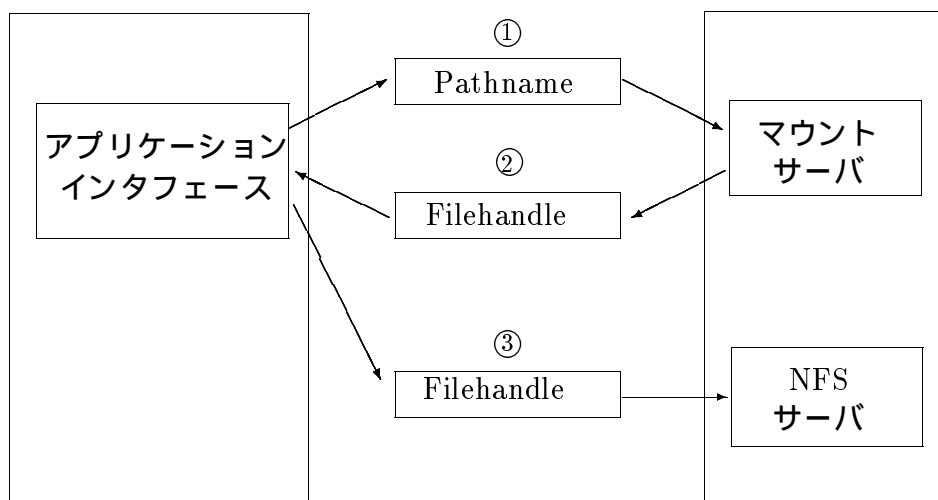 ①
Pathname
アプリケーション
インタフェース
マウント
サーバ
②
Filehandle
③
Filehandle
NFS
サーバ